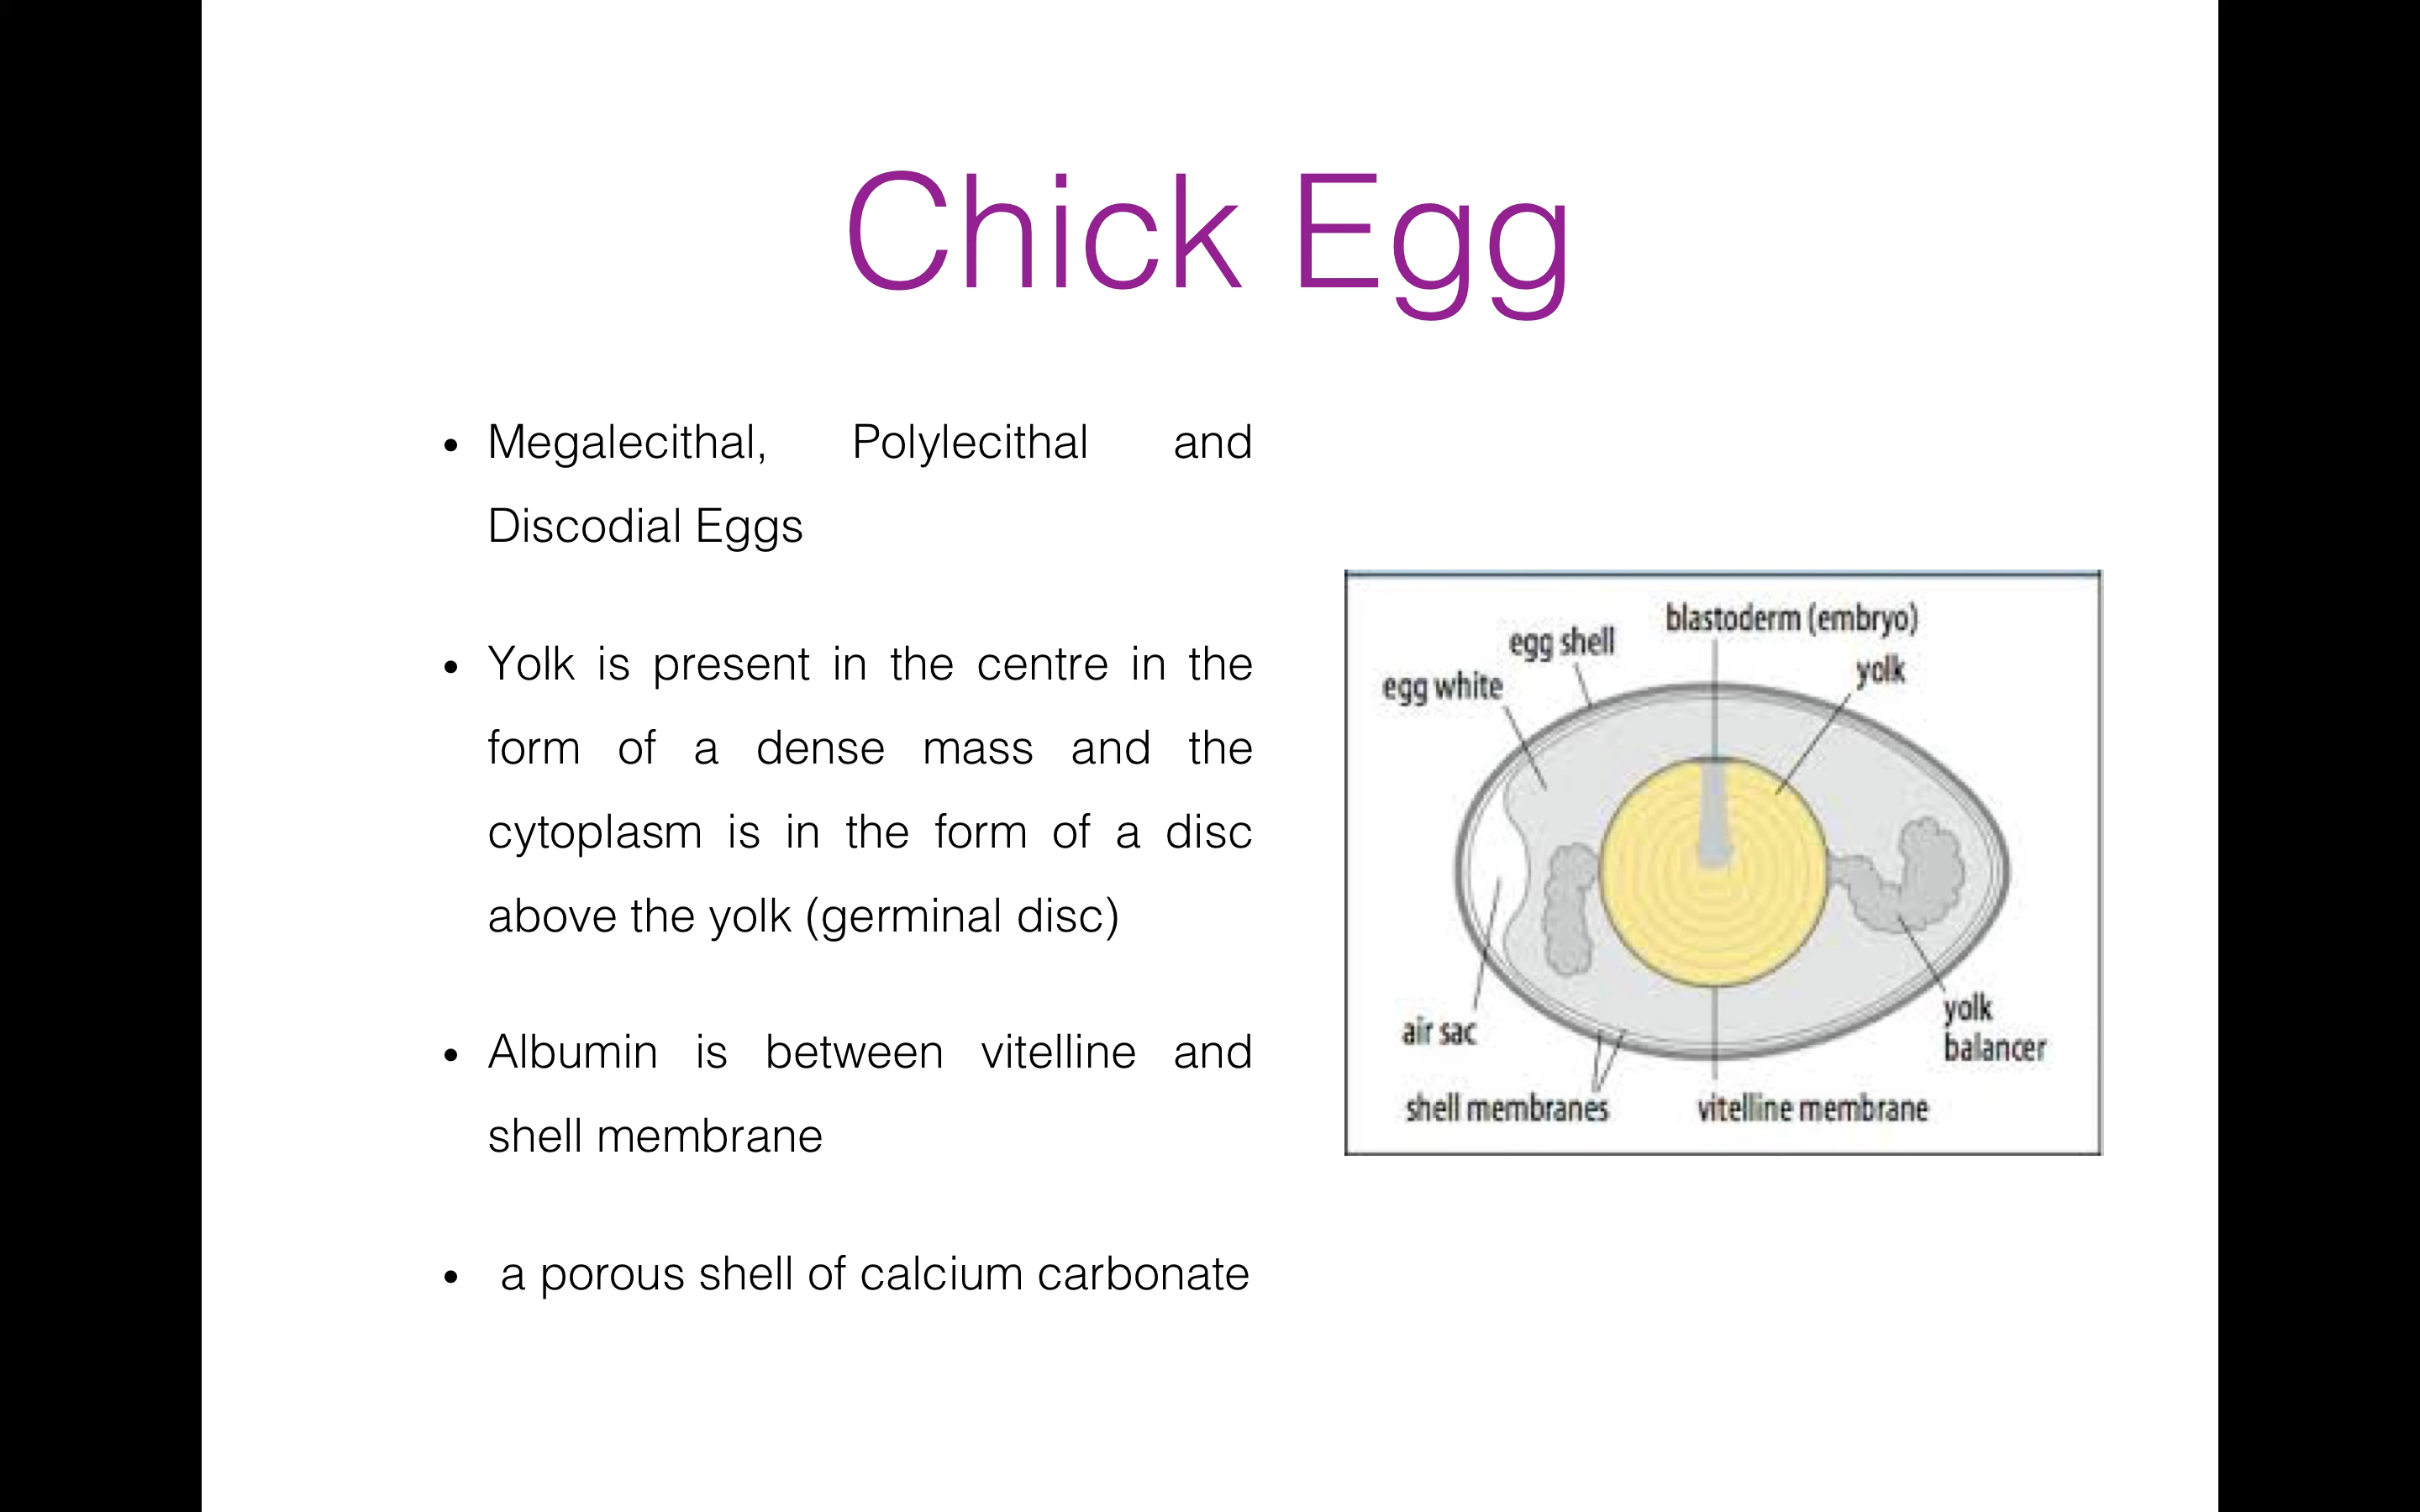 Chick Egg
• Megalecithal, Polylecithal and
Discodial Eggs
• Yolk is present in the centre in the
form of a dense mass and the
cytoplasm is in the form of a disc
above the yolk (germinal disc)
• Albumin is between vitelline and
shell membrane
• a porous shell of calcium carbonate
blastoderm (embryo)
egg shell
yolk
egg white
air sac
yolk
balancer
shell membranes
vitelline membrane